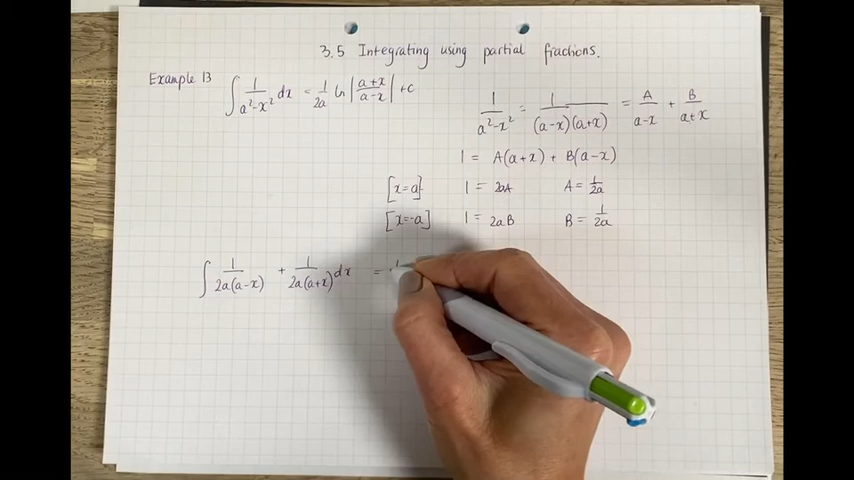 3.5 Integrating using partial fractions.
Example 13 ∫ 1/(a²-x²) dx = 1/2a ln |(a+x)/(a-x)| + c
1/(a²-x²) = 1/((a-x)(a+x)) = A/(a-x) + B/(a+x)
1 = A(a+x) + B(a-x)
[x=a] 1 = 2aA A = 1/2a
[x=-a] 1 = 2aB B = 1/2a
∫ 1/(2a(a-x)) + 1/(2a(a+x)) dx = 1